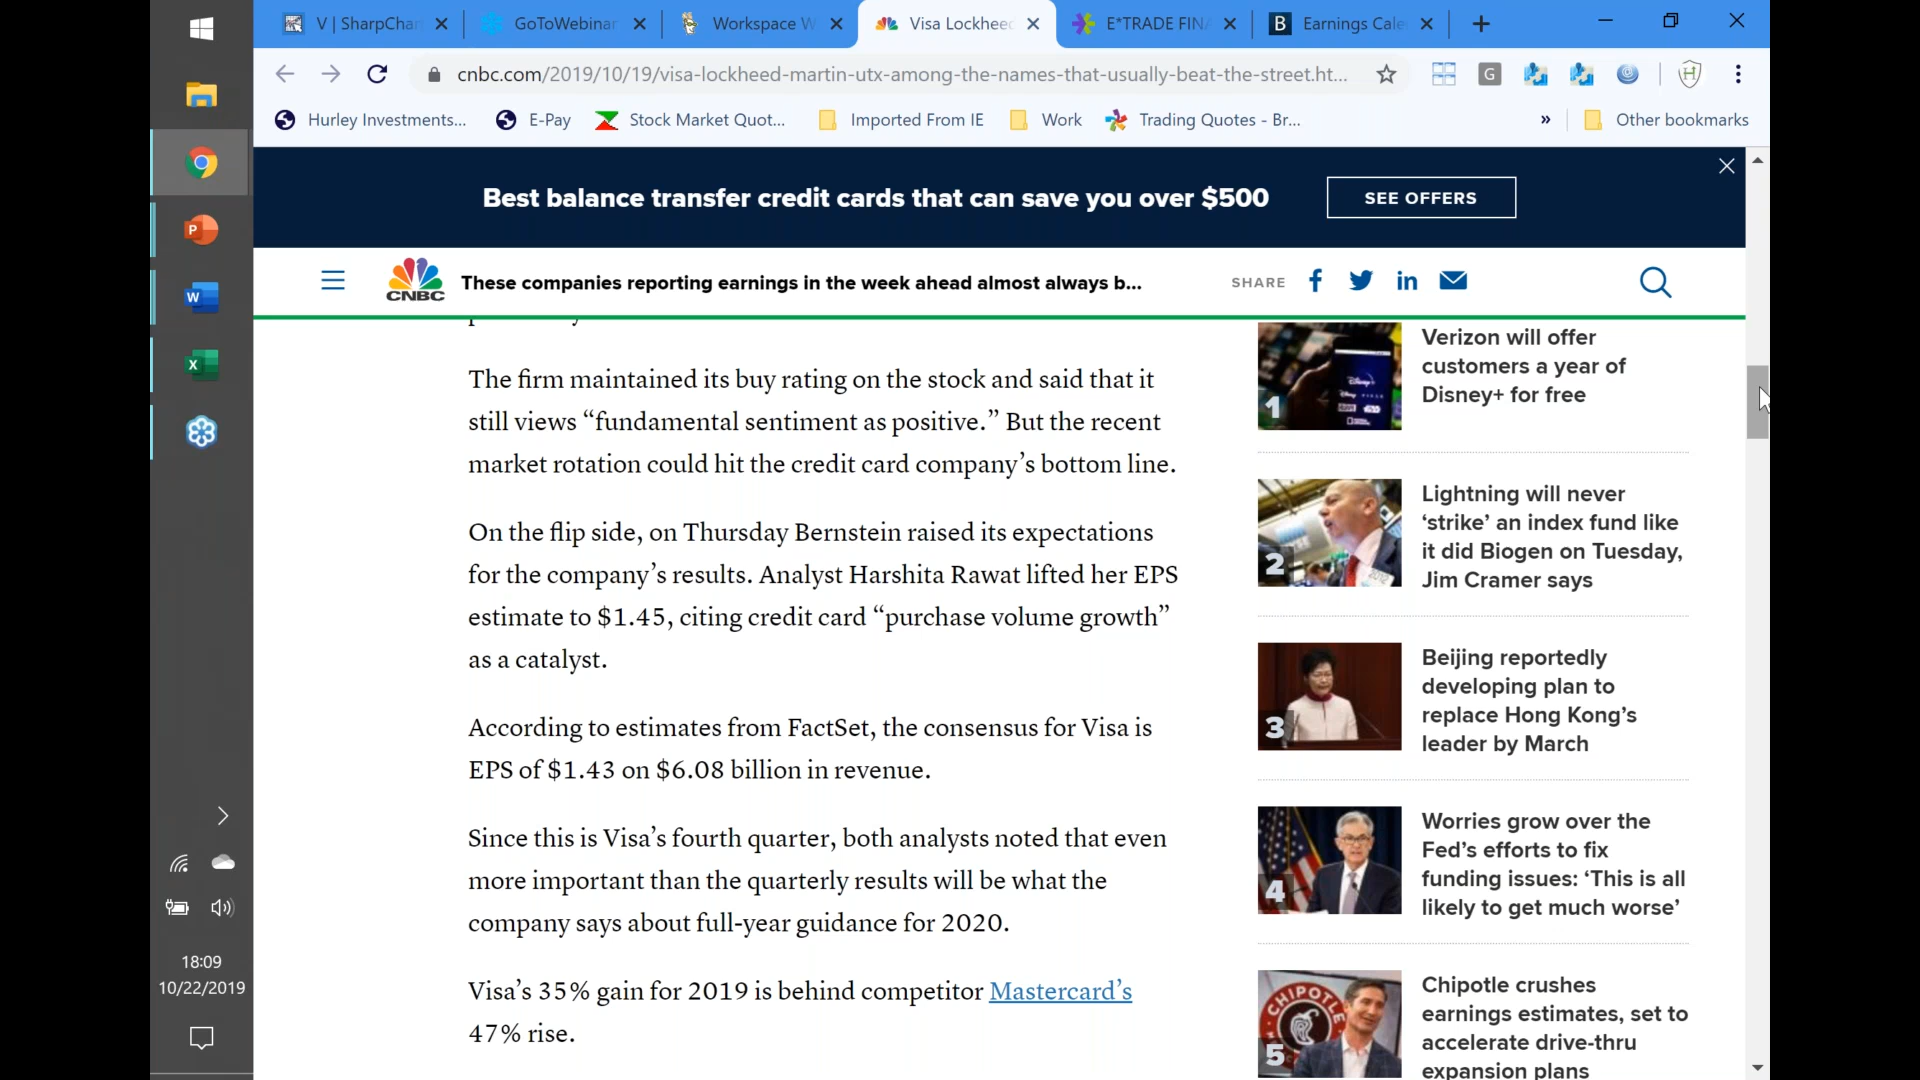 V | SharpChar
GoToWebinar
Workspace W
Visa Lockheed
E*TRADE FINA
Earnings Cale
cnbc.com/2019/10/19/visa-lockheed-martin-utx-among-the-names-that-usually-beat-the-street.ht...
Hurley Investments...
E-Pay
Stock Market Quot...
Imported From IE
Work
Trading Quotes - Br...
»
Other bookmarks
Best balance transfer credit cards that can save you over $500
SEE OFFERS
CNBC
These companies reporting earnings in the week ahead almost always b...
SHARE
The firm maintained its buy rating on the stock and said that it
still views “fundamental sentiment as positive.” But the recent
market rotation could hit the credit card company’s bottom line.
On the flip side, on Thursday Bernstein raised its expectations
for the company’s results. Analyst Harshita Rawat lifted her EPS
estimate to $1.45, citing credit card “purchase volume growth”
as a catalyst.
According to estimates from FactSet, the consensus for Visa is
EPS of $1.43 on $6.08 billion in revenue.
Since this is Visa’s fourth quarter, both analysts noted that even
more important than the quarterly results will be what the
company says about full-year guidance for 2020.
Visa’s 35% gain for 2019 is behind competitor Mastercard’s
47% rise.
1
Verizon will offer
customers a year of
Disney+ for free
2
Lightning will never
‘strike’ an index fund like
it did Biogen on Tuesday,
Jim Cramer says
3
Beijing reportedly
developing plan to
replace Hong Kong’s
leader by March
4
Worries grow over the
Fed’s efforts to fix
funding issues: ‘This is all
likely to get much worse’
CHIPOTLE
5
Chipotle crushes
earnings estimates, set to
accelerate drive-thru
expansion plans
18:09
10/22/2019